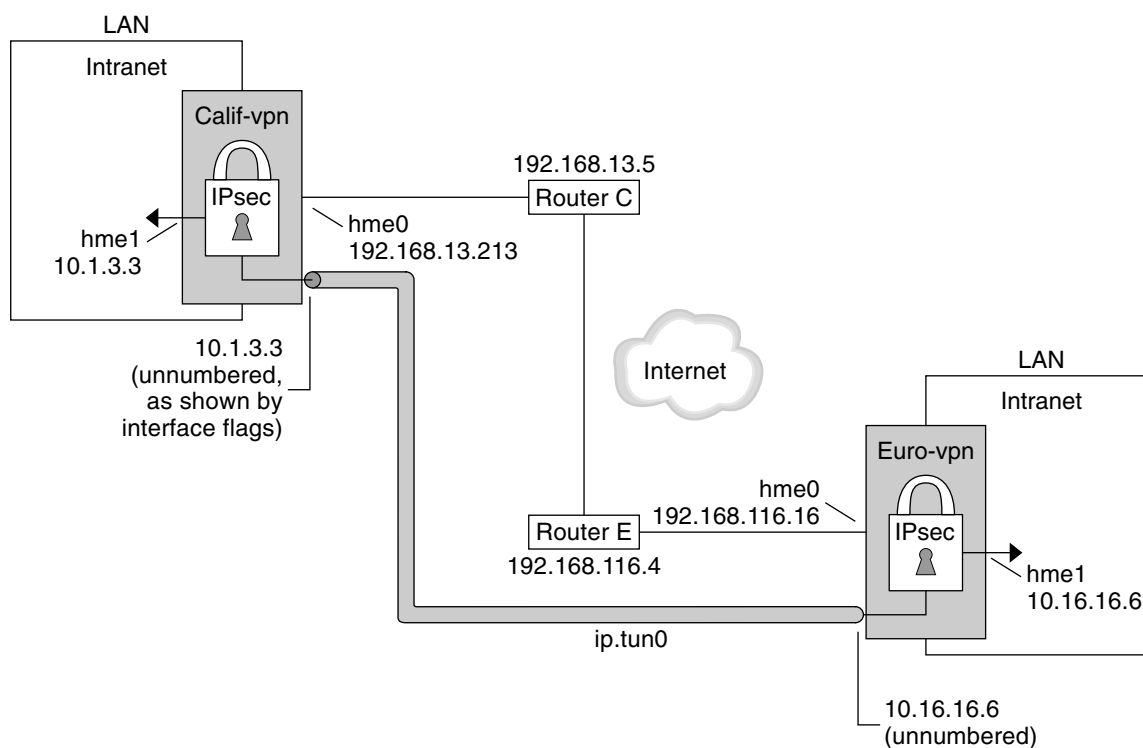 LAN
Intranet
Calif-vpn
IPsec
hme1
10.1.3.3
hme0
192.168.13.213
192.168.13.5
Router C
10.1.3.3
(unnumbered,
as shown by
interface flags)
Internet
LAN
Intranet
Euro-vpn
IPsec
hme0
192.168.116.16
Router E
192.168.116.4
hme1
10.16.16.6
ip.tun0
10.16.16.6
(unnumbered)